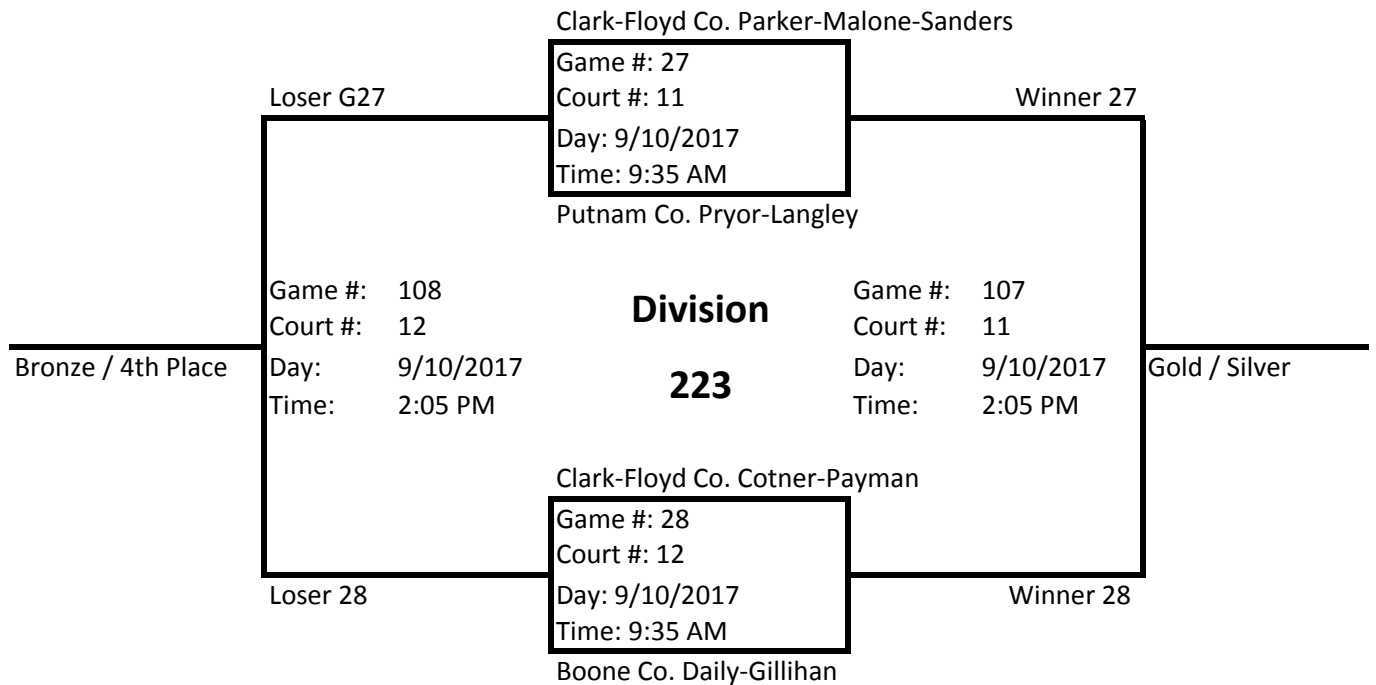 Clark-Floyd Co. Parker-Malone-Sanders
Game #: 27
Loser G27
Court #: 11
Winner 27
Day: 9/10/2017
Time: 9:35 AM
Putnam Co. Pryor-Langley
Game #: 108
Court #: 12
Bronze / 4th Place
Day: 9/10/2017
Time: 2:05 PM
Division
223
Game #: 107
Court #: 11
Day: 9/10/2017
Time: 2:05 PM
Gold / Silver
Clark-Floyd Co. Cotner-Payman
Game #: 28
Court #: 12
Loser 28
Day: 9/10/2017
Winner 28
Time: 9:35 AM
Boone Co. Daily-Gillihan